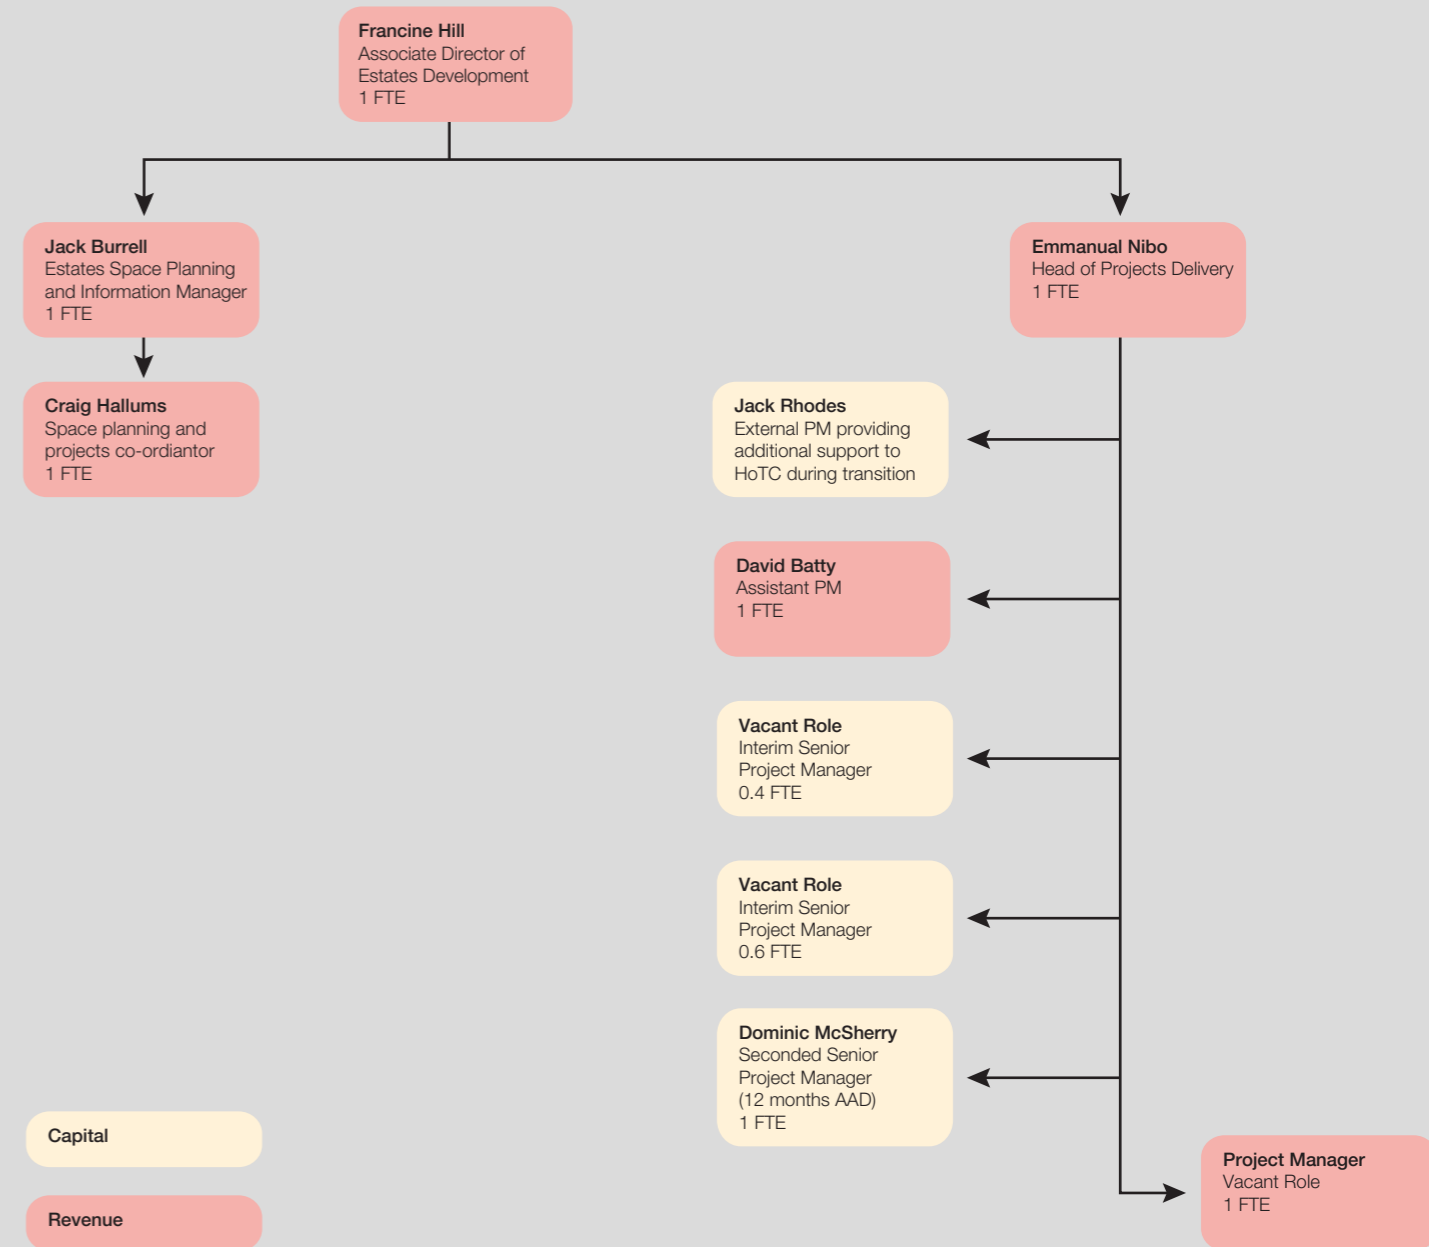 Francine Hill
Associate Director of
Estates Development
1 FTE
Jack Burrell
Estates Space Planning
and Information Manager
1 FTE
Emmanual Nibo
Head of Projects Delivery
1 FTE
Craig Hallums
Space planning and
projects co-ordiantor
1 FTE
Jack Rhodes
External PM providing
additional support to
HoTC during transition
David Batty
Assistant PM
1 FTE
Vacant Role
Interim Senior
Project Manager
0.4 FTE
Vacant Role
Interim Senior
Project Manager
0.6 FTE
Dominic McSherry
Seconded Senior
Project Manager
(12 months AAD)
1 FTE
Project Manager
Vacant Role
1 FTE
Capital
Revenue